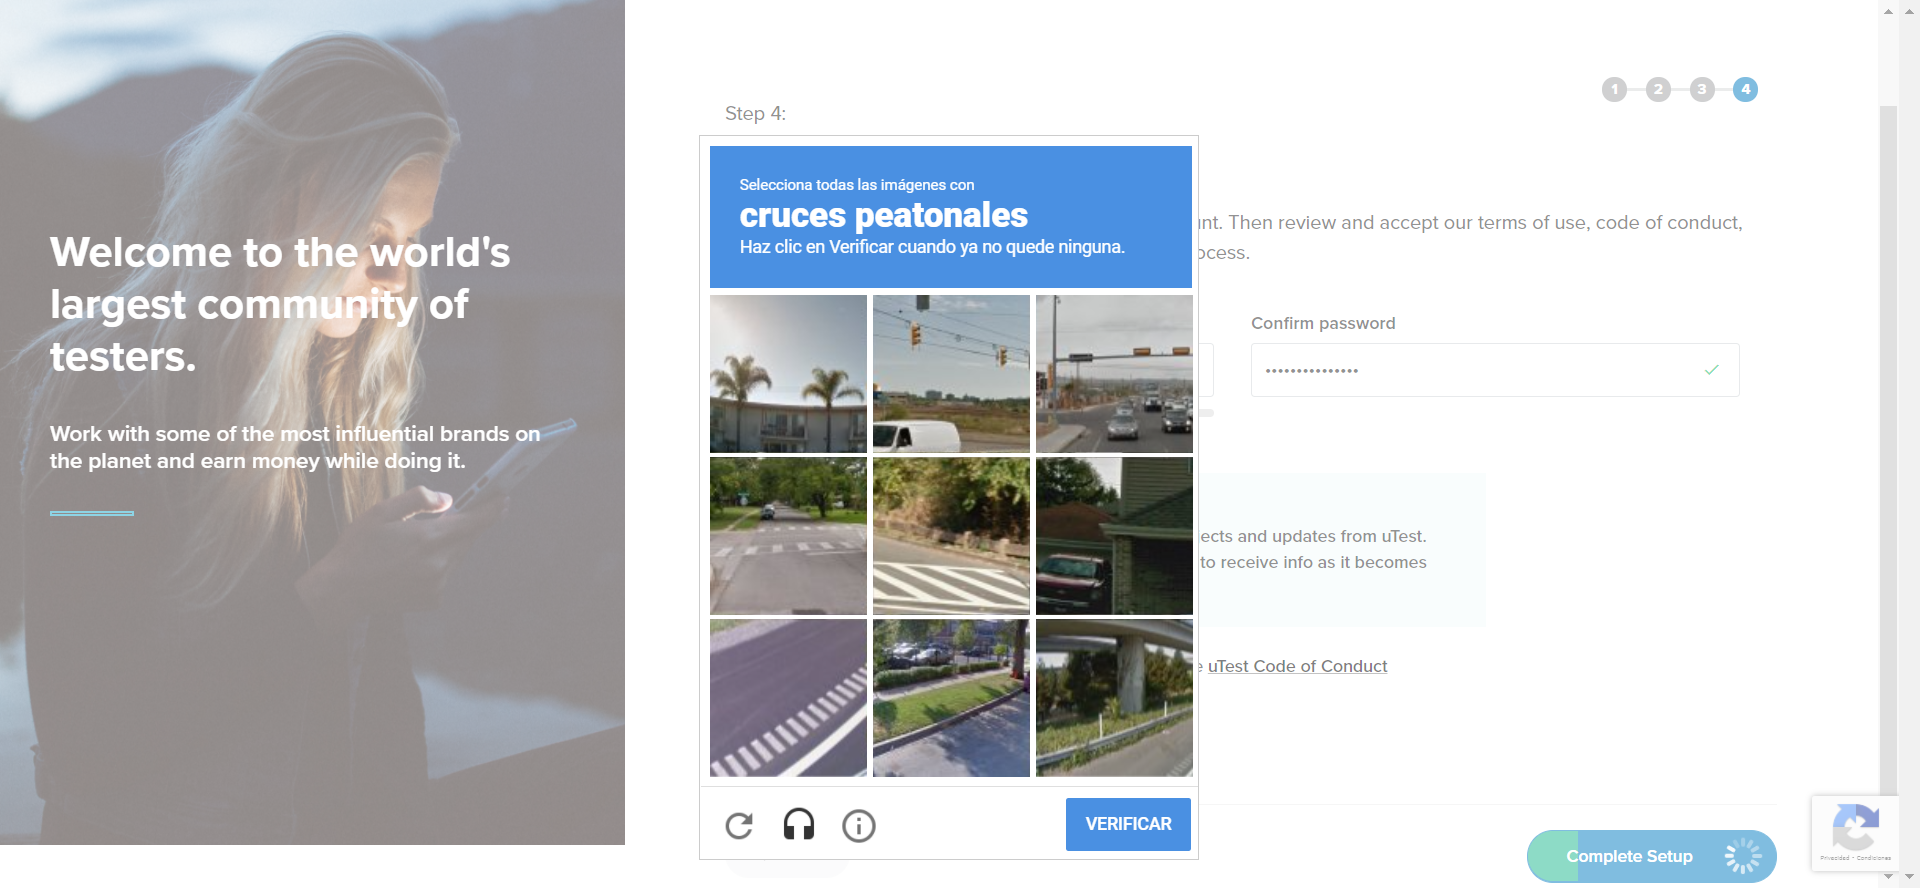 Welcome to the world's
largest community of
testers.
Work with some of the most influential brands on
the planet and earn money while doing it.
1 2 3 4
Step 4:
Selecciona todas las imágenes con
cruces peatonales
Haz clic en Verificar cuando ya no quede ninguna.
VERIFICAR
Then review and accept our terms of use, code of conduct,
Confirm password
•••••••••••••••
and updates from uTest.
to receive info as it becomes
uTest Code of Conduct
Complete Setup
Privacidad - Condiciones